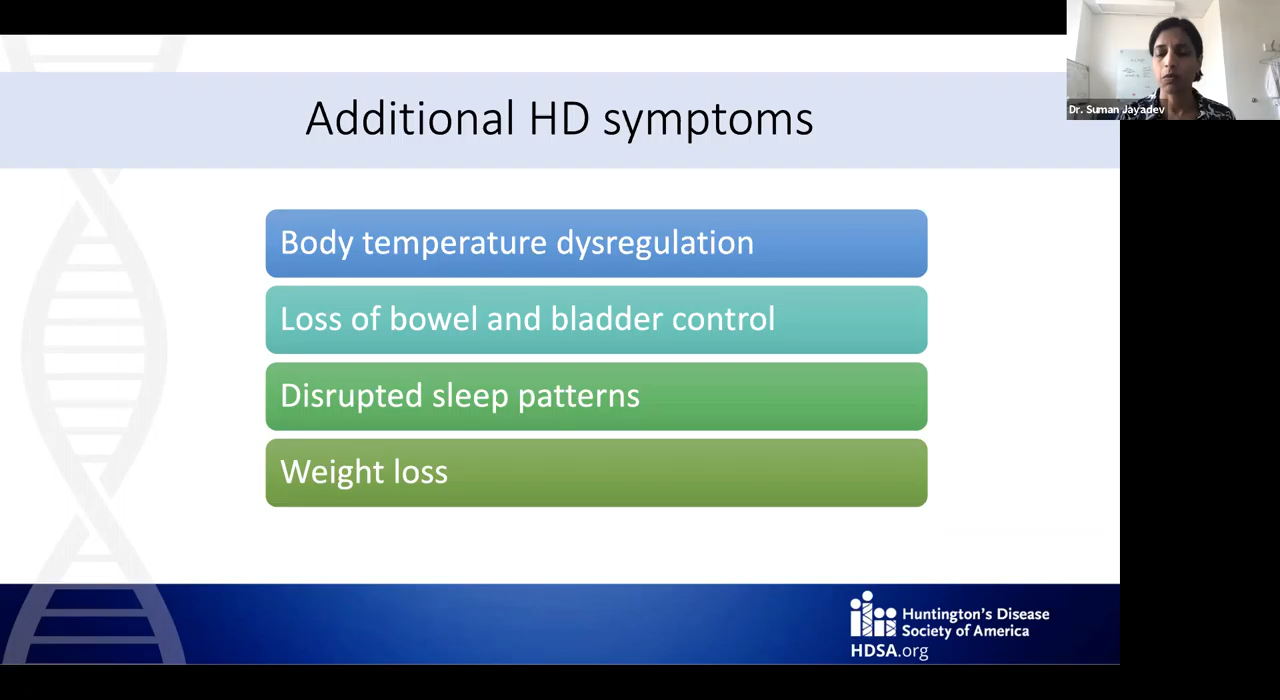 Dr. Suman Jayadev
Additional HD symptoms
Body temperature dysregulation
Loss of bowel and bladder control
Disrupted sleep patterns
Weight loss
Huntington's Disease
Society of America
HDSA.org